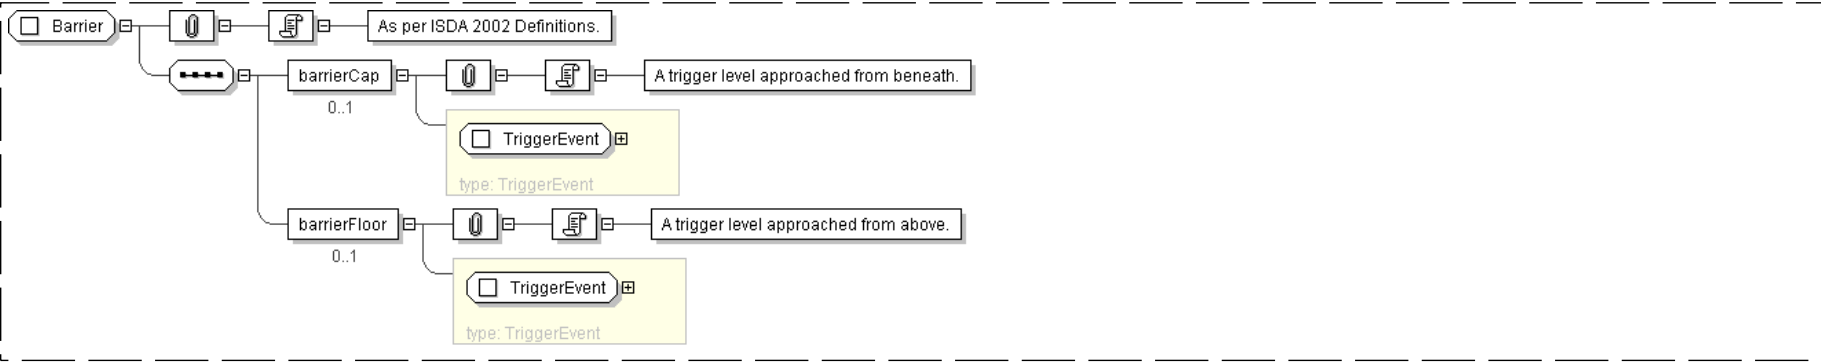 Barrier
As per ISDA 2002 Definitions.
barrierCap
A trigger level approached from beneath.
0..1
TriggerEvent
type: TriggerEvent
barrierFloor
A trigger level approached from above.
0..1
TriggerEvent
type: TriggerEvent